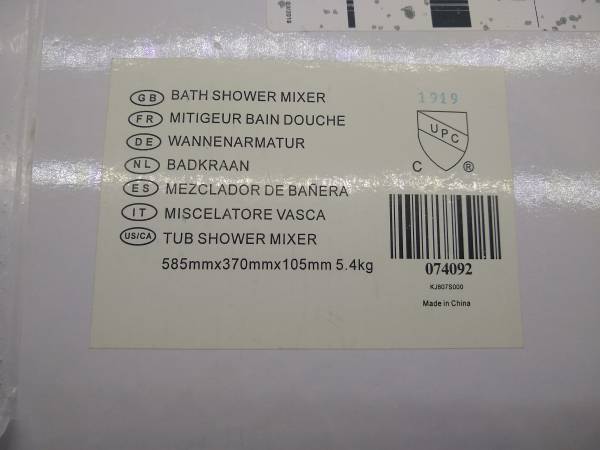 GB BATH SHOWER MIXER
FR MITIGEUR BAIN DOUCHE
DE WANNENARMATUR
NL BADKRAAN
ES MEZCLADOR DE BAÑERA
IT MISCELATORE VASCA
US/CA TUB SHOWER MIXER
585mmx370mmx105mm 5.4kg
1919
UPC
C ®
074092
KJ807S000
Made in China